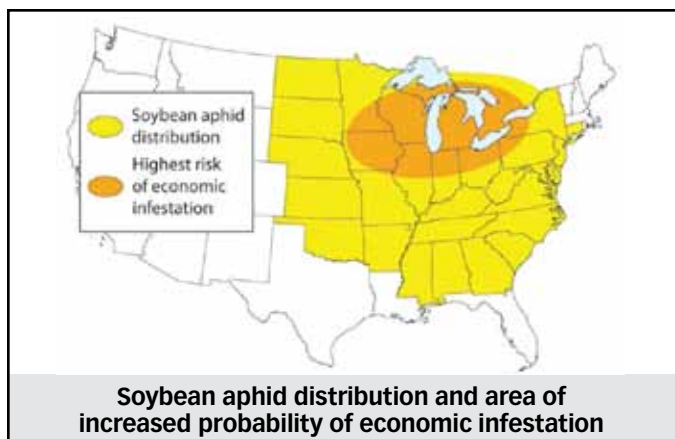 Soybean aphid
distribution
Highest risk
of economic
infestation
Soybean aphid distribution and area of
increased probability of economic infestation